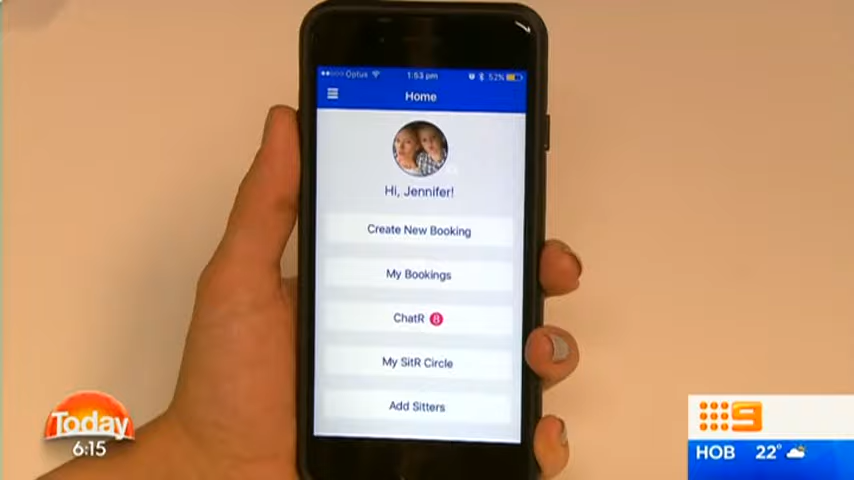 Optus
1:53 pm
52%
Home
Hi, Jennifer!
Create New Booking
My Bookings
ChatR 8
My SitR Circle
Add Sitters
Today
6:15
9
HOB 22°